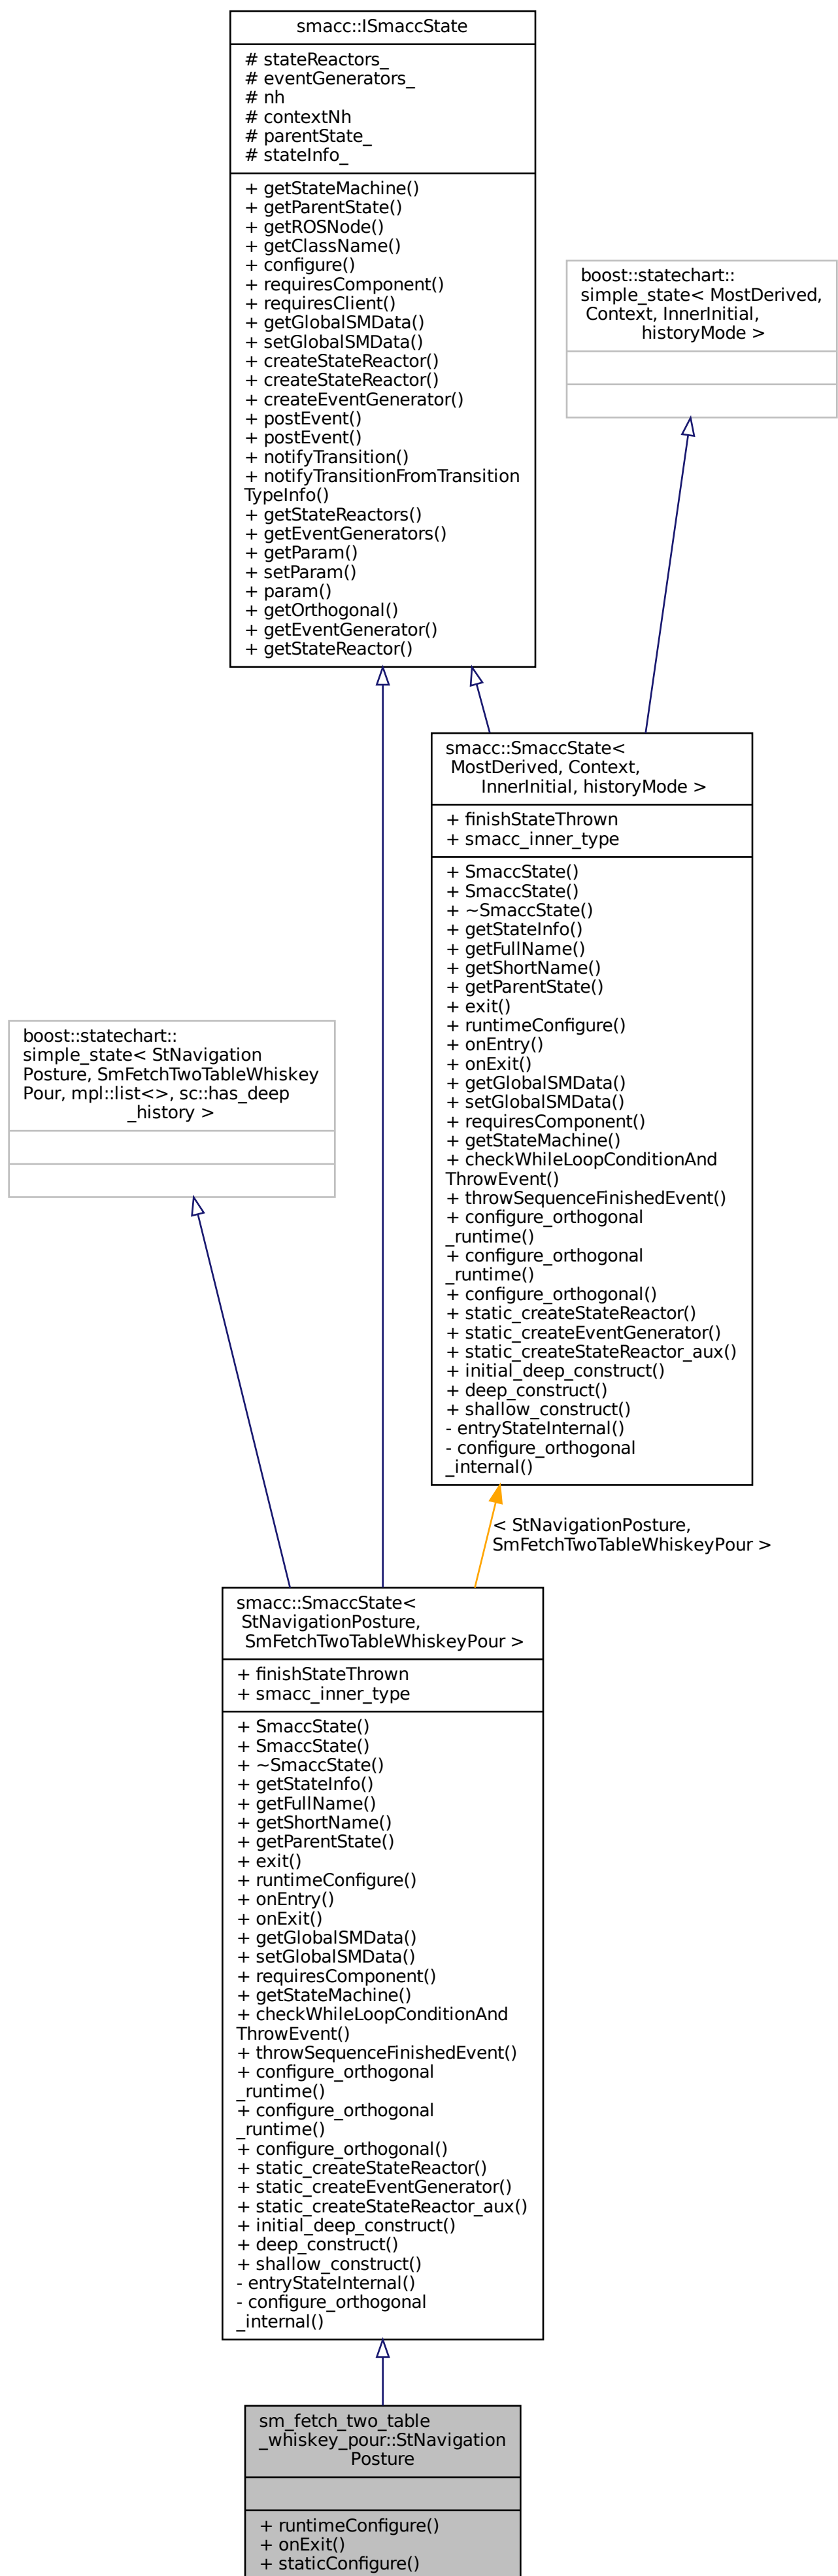 smacc::ISmaccState
# stateReactors_
# eventGenerators_
# nh
# contextNh
# parentState_
# stateInfo_
+ getStateMachine()
+ getParentState()
+ getROSNode()
+ getClassName()
+ configure()
+ requiresComponent()
+ requiresClient()
+ getGlobalSMData()
+ setGlobalSMData()
+ createStateReactor()
+ createStateReactor()
+ createEventGenerator()
+ postEvent()
+ postEvent()
+ notifyTransition()
+ notifyTransitionFromTransition
TypeInfo()
+ getStateReactors()
+ getEventGenerators()
+ getParam()
+ setParam()
+ param()
+ getOrthogonal()
+ getEventGenerator()
+ getStateReactor()
boost::statechart::
simple_state< MostDerived,
Context, InnerInitial,
historyMode >
smacc::SmaccState<
MostDerived, Context,
InnerInitial, historyMode >
+ finishStateThrown
+ smacc_inner_type
+ SmaccState()
+ SmaccState()
+ ~SmaccState()
+ getStateInfo()
+ getFullName()
+ getShortName()
+ getParentState()
+ exit()
+ runtimeConfigure()
+ onEntry()
+ onExit()
+ getGlobalSMData()
+ setGlobalSMData()
+ requiresComponent()
+ getStateMachine()
+ checkWhileLoopConditionAnd
ThrowEvent()
+ throwSequenceFinishedEvent()
+ configure_orthogonal
_runtime()
+ configure_orthogonal
_runtime()
+ configure_orthogonal()
+ static_createStateReactor()
+ static_createEventGenerator()
+ static_createStateReactor_aux()
+ initial_deep_construct()
+ deep_construct()
+ shallow_construct()
- entryStateInternal()
- configure_orthogonal
_internal()
boost::statechart::
simple_state< StNavigation
Posture, SmFetchTwoTableWhiskey
Pour, mpl::list<>, sc::has_deep
_history >
< StNavigationPosture,
SmFetchTwoTableWhiskeyPour >
smacc::SmaccState<
StNavigationPosture,
SmFetchTwoTableWhiskeyPour >
+ finishStateThrown
+ smacc_inner_type
+ SmaccState()
+ SmaccState()
+ ~SmaccState()
+ getStateInfo()
+ getFullName()
+ getShortName()
+ getParentState()
+ exit()
+ runtimeConfigure()
+ onEntry()
+ onExit()
+ getGlobalSMData()
+ setGlobalSMData()
+ requiresComponent()
+ getStateMachine()
+ checkWhileLoopConditionAnd
ThrowEvent()
+ throwSequenceFinishedEvent()
+ configure_orthogonal
_runtime()
+ configure_orthogonal
_runtime()
+ configure_orthogonal()
+ static_createStateReactor()
+ static_createEventGenerator()
+ static_createStateReactor_aux()
+ initial_deep_construct()
+ deep_construct()
+ shallow_construct()
- entryStateInternal()
- configure_orthogonal
_internal()
sm_fetch_two_table
_whiskey_pour::StNavigation
Posture
+ runtimeConfigure()
+ onExit()
+ staticConfigure()